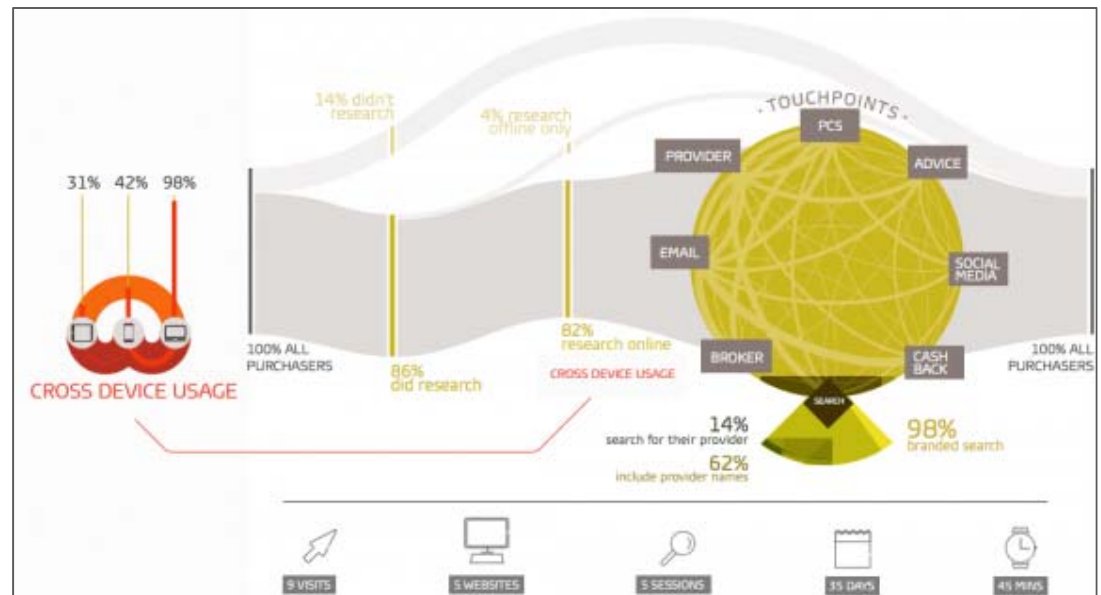 14% didn't
research
4% research
offline only
· TOUCHPOINTS ·
PCS
PROVIDER
ADVICE
31% 42% 98%
EMAIL
SOCIAL
MEDIA
82%
research online
BROKER
CASH
BACK
100% ALL
PURCHASERS
100% ALL
PURCHASERS
86%
did research
CROSS DEVICE USAGE
CROSS DEVICE USAGE
SEARCH
14%
search for their provider
98%
branded search
62%
include provider names
9 VISITS
5 WEBSITES
5 SESSIONS
35 DAYS
45 MINS